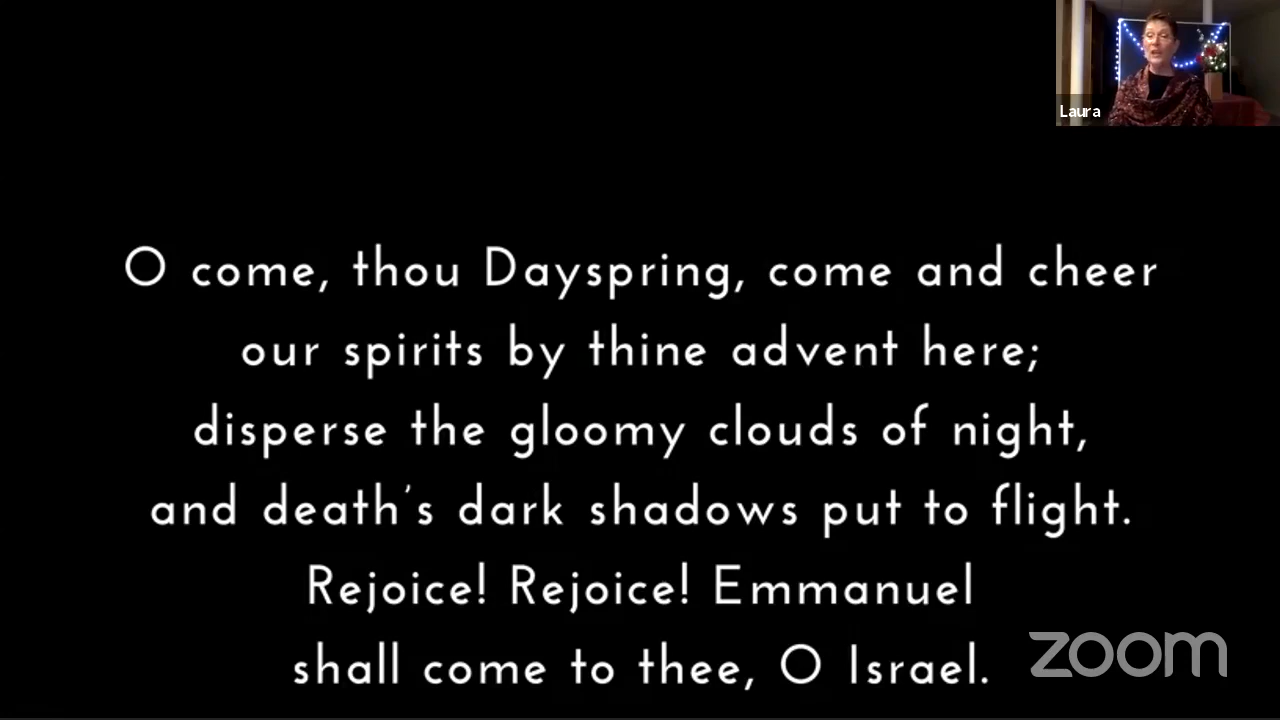 Laura
O come, thou Dayspring, come and cheer
our spirits by thine advent here;
disperse the gloomy clouds of night,
and death's dark shadows put to flight.
Rejoice! Rejoice! Emmanuel
shall come to thee, O Israel.
zoom